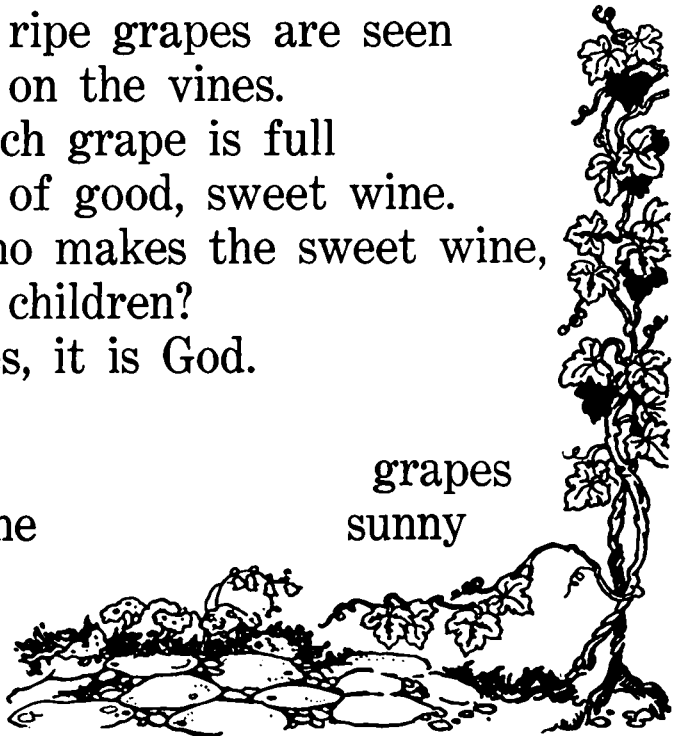 ripe grapes are seen
on the vines.
ch grape is full
of good, sweet wine.
o makes the sweet wine,
children?
s, it is God.
grapes
ne sunny